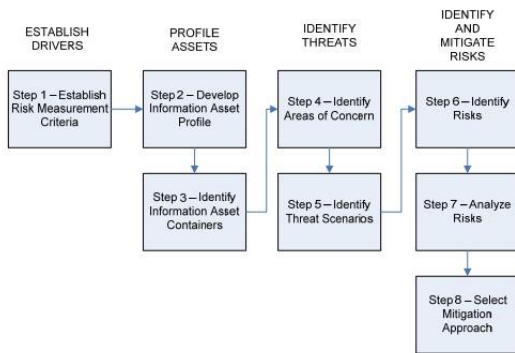 ESTABLISH
DRIVERS
PROFILE
ASSETS
IDENTIFY
THREATS
IDENTIFY
AND
MITIGATE
RISKS
Step 1 – Establish
Risk Measurement
Criteria
Step 2 – Develop
Information Asset
Profile
Step 3 – Identify
Information Asset
Containers
Step 4 – Identify
Areas of Concern
Step 5 – Identify
Threat Scenarios
Step 6 – Identify
Risks
Step 7 – Analyze
Risks
Step 8 – Select
Mitigation
Approach